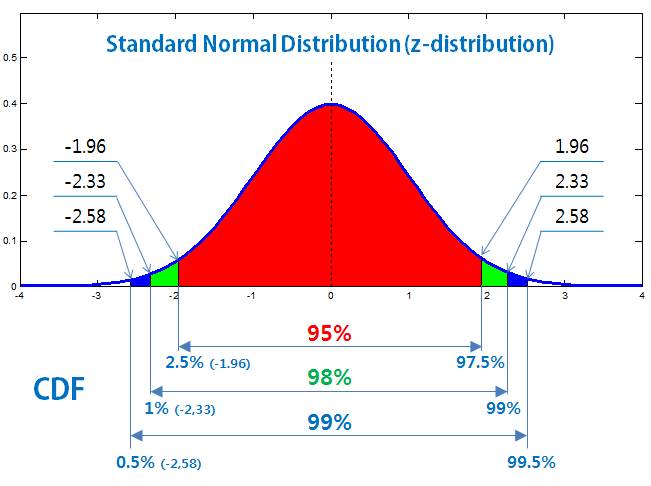 Standard Normal Distribution (z-distribution)
0.5
0.4
0.3
0.2
0.1
0
-1.96
-2.33
-2.58
1.96
2.33
2.58
-4 -3 -2 -1 0 1 2 3 4
95%
2.5% (-1.96) 97.5%
98%
CDF
1% (-2,33) 99%
99%
0.5% (-2,58) 99.5%